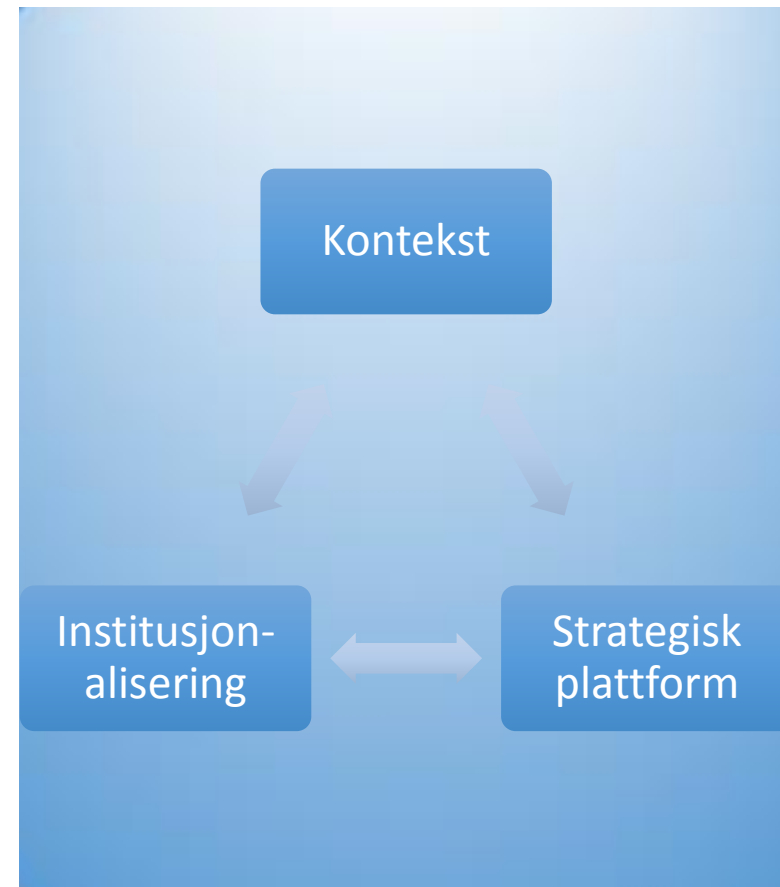 Kontekst
Institusjon-
alisering
Strategisk
plattform